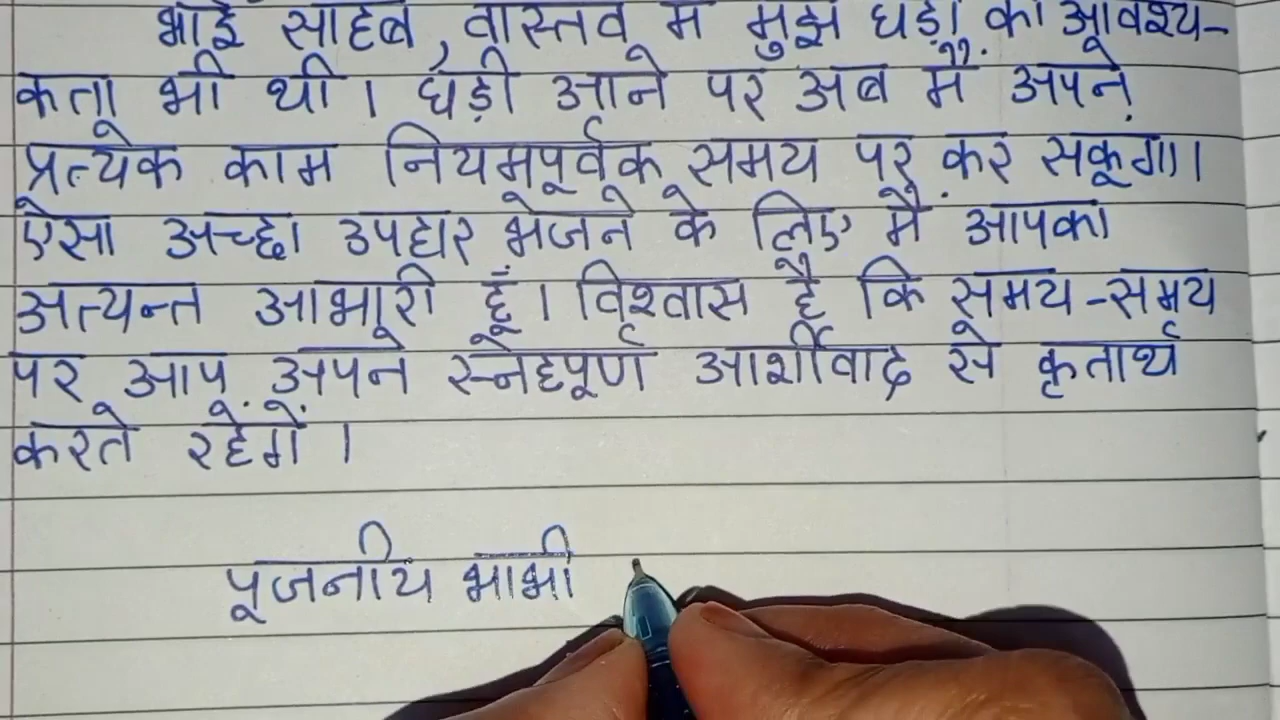 भाई साहब, वास्तव में मुझे घड़ी की आवश्य-
कता भी थी। घड़ी आने पर अब मैं अपने
प्रत्येक काम नियमपूर्वक समय पर कर सकूंगा।
ऐसा अच्छा उपहार भेजने के लिए मैं आपका
अत्यन्त आभारी हूँ। विश्वास है कि समय-समय
पर आप अपने स्नेहपूर्ण आर्शीवाद से कृतार्थ
करते रहेंगें।
पूजनीय भाभी